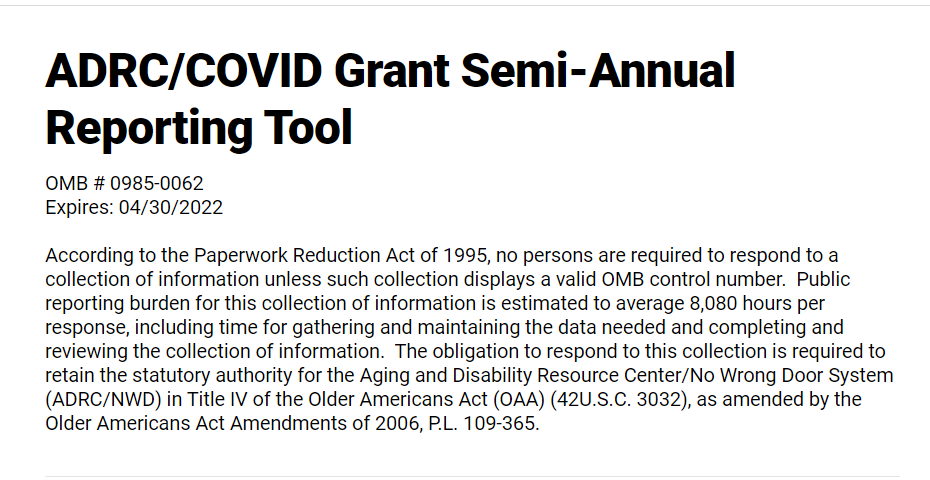 ADRC/COVID Grant Semi-Annual
Reporting Tool
OMB # 0985-0062
Expires: 04/30/2022
According to the Paperwork Reduction Act of 1995, no persons are required to respond to a
collection of information unless such collection displays a valid OMB control number.  Public
reporting burden for this collection of information is estimated to average 8,080 hours per
response, including time for gathering and maintaining the data needed and completing and
reviewing the collection of information.  The obligation to respond to this collection is required to
retain the statutory authority for the Aging and Disability Resource Center/No Wrong Door System
(ADRC/NWD) in Title IV of the Older Americans Act (OAA) (42U.S.C. 3032), as amended by the
Older Americans Act Amendments of 2006, P.L. 109-365.